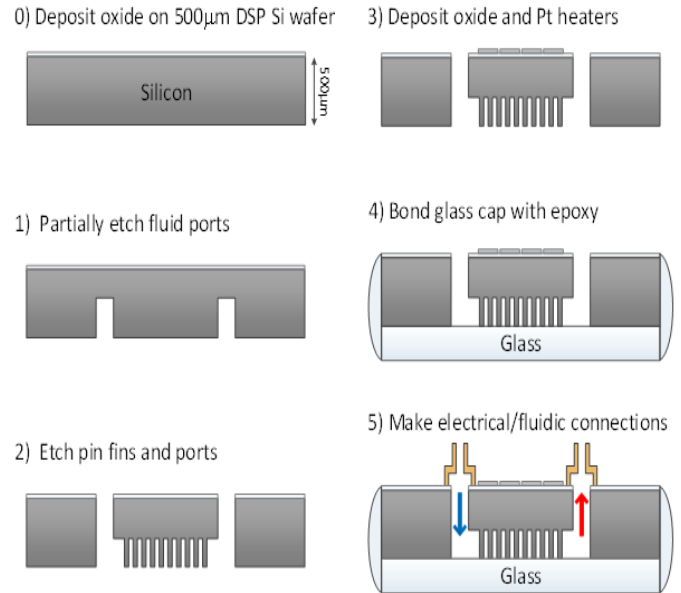 0) Deposit oxide on 500μm DSP Si wafer
Silicon
500μm
1) Partially etch fluid ports
2) Etch pin fins and ports
3) Deposit oxide and Pt heaters
4) Bond glass cap with epoxy
Glass
5) Make electrical/fluidic connections
Glass